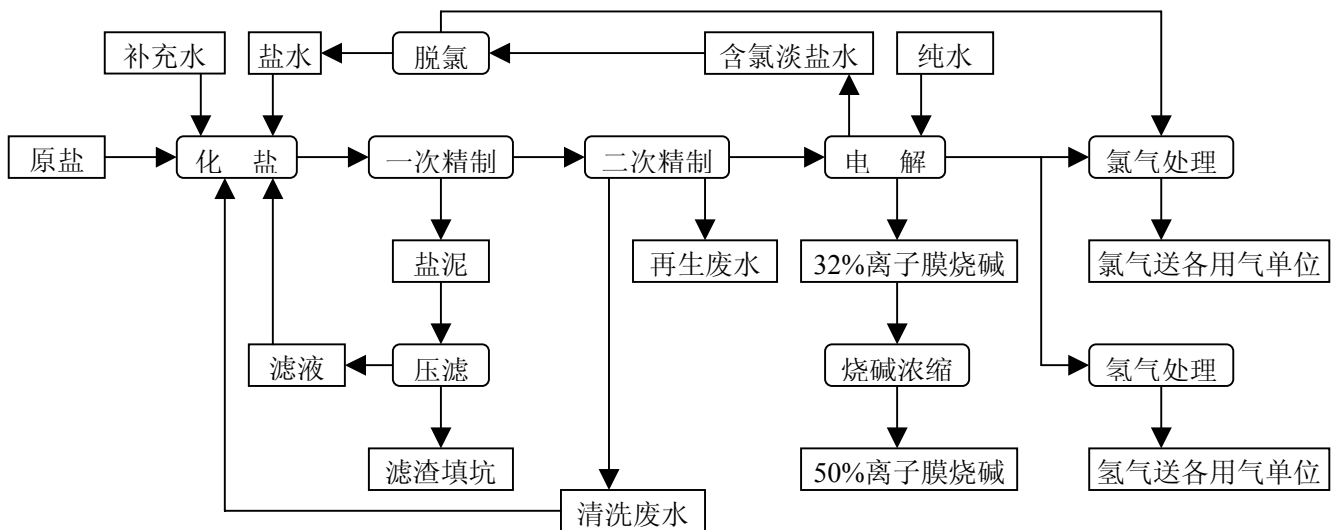 补充水
盐水
脱氯
含氯淡盐水
纯水
原盐
化 盐
一次精制
二次精制
电 解
氯气处理
盐泥
再生废水
32%离子膜烧碱
氯气送各用气单位
滤液
压滤
烧碱浓缩
氢气处理
滤渣填坑
50%离子膜烧碱
氢气送各用气单位
清洗废水